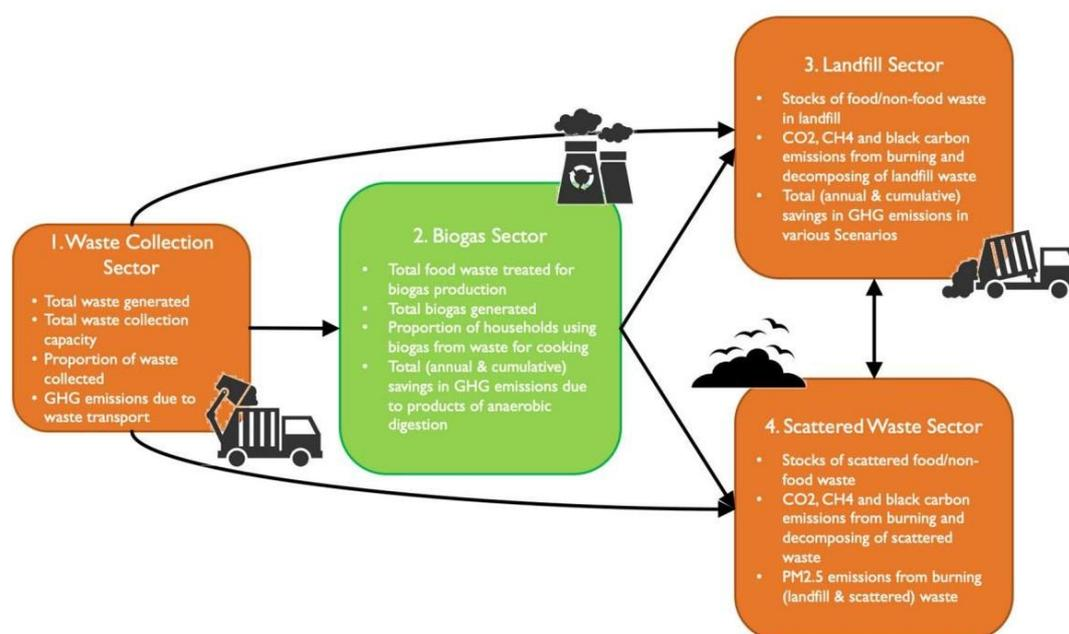 1. Waste Collection
Sector
• Total waste generated
• Total waste collection
capacity
• Proportion of waste
collected
• GHG emissions due to
waste transport
2. Biogas Sector
• Total food waste treated for
biogas production
• Total biogas generated
• Proportion of households using
biogas from waste for cooking
• Total (annual & cumulative)
savings in GHG emissions due
to products of anaerobic
digestion
3. Landfill Sector
• Stocks of food/non-food waste
in landfill
• CO2, CH4 and black carbon
emissions from burning and
decomposing of landfill waste
• Total (annual & cumulative)
savings in GHG emissions in
various Scenarios
4. Scattered Waste Sector
• Stocks of scattered food/non-
food waste
• CO2, CH4 and black carbon
emissions from burning and
decomposing of scattered
waste
• PM2.5 emissions from burning
(landfill & scattered) waste